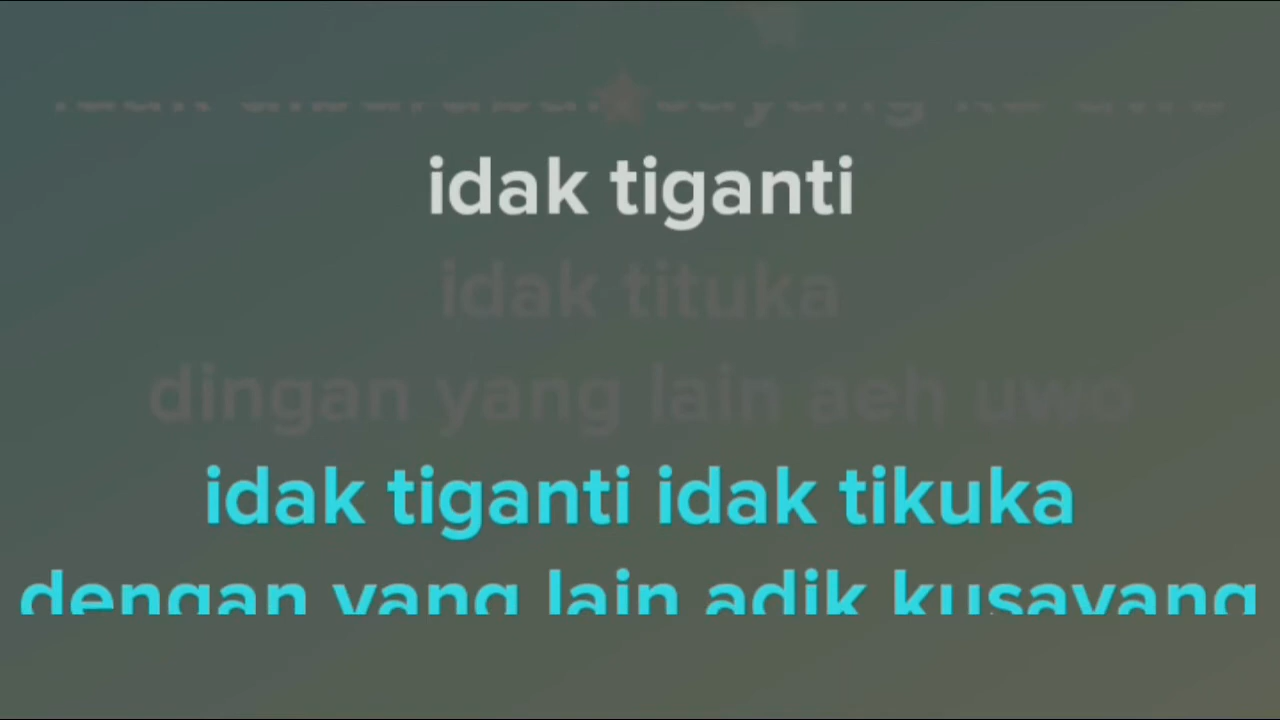 idak tiganti
idak tituka
dingan yang lain aeh uwo
idak tiganti idak tikuka
dengan yang lain adik kusayang